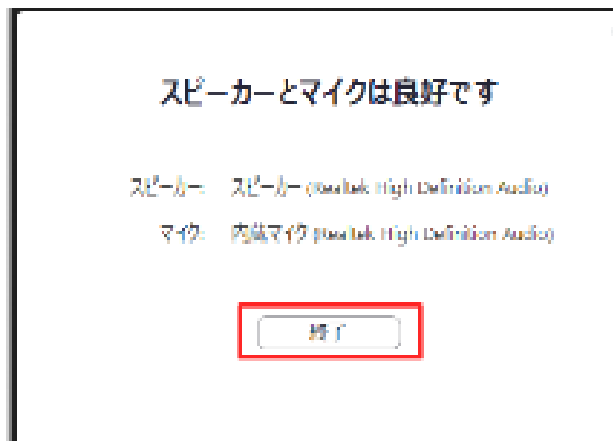 スピーカーとマイクは良好です
スピーカー: スピーカー (Realtek High Definition Audio)
マイク: 内蔵マイク (Realtek High Definition Audio)
終了